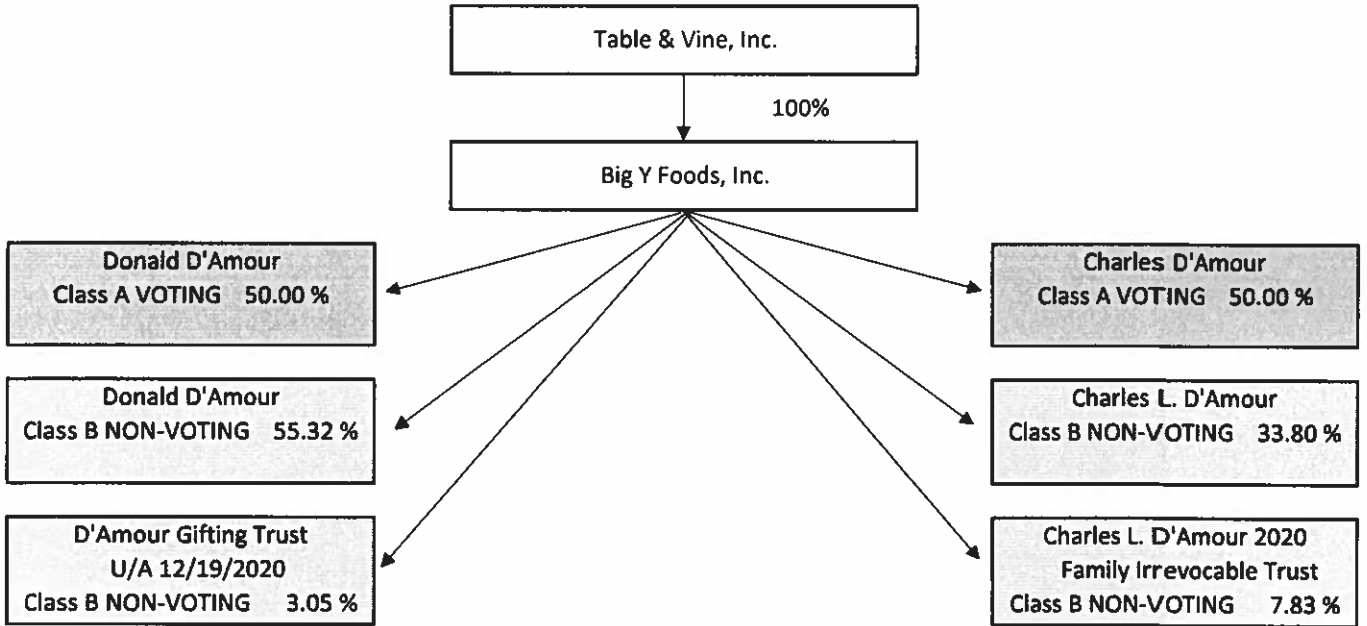 Table & Vine, Inc.
100%
Big Y Foods, Inc.
Donald D'Amour
Class A VOTING 50.00 %
Charles D'Amour
Class A VOTING 50.00 %
Donald D'Amour
Class B NON-VOTING 55.32 %
Charles L. D'Amour
Class B NON-VOTING 33.80 %
D'Amour Gifting Trust
U/A 12/19/2020
Class B NON-VOTING 3.05 %
Charles L. D'Amour 2020
Family Irrevocable Trust
Class B NON-VOTING 7.83 %